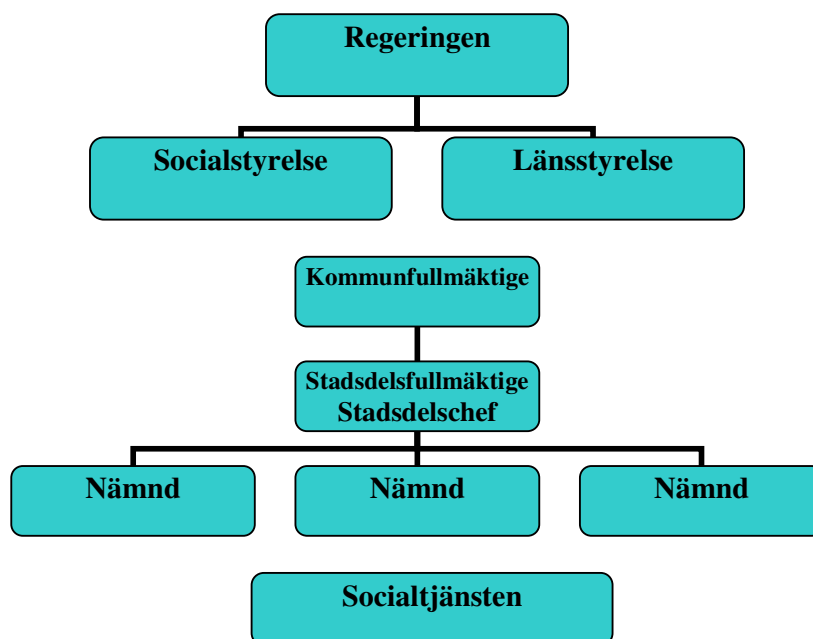 Regeringen
Socialstyrelse
Länsstyrelse
Kommunfullmäktige
Stadsdelsfullmäktige
Stadsdelschef
Nämnd
Nämnd
Nämnd
Socialtjänsten